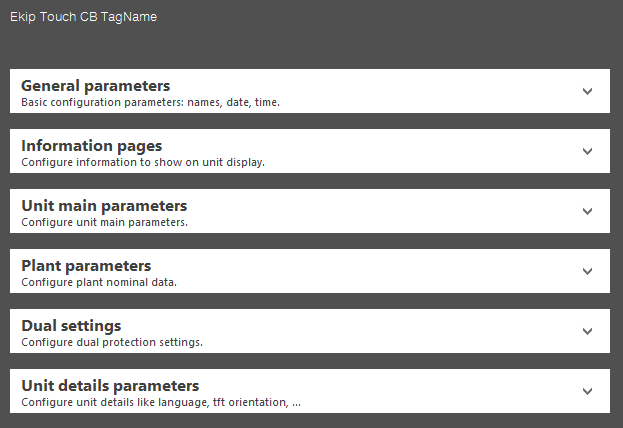 Ekip Touch CB TagName
General parameters
Basic configuration parameters: names, date, time.
Information pages
Configure information to show on unit display.
Unit main parameters
Configure unit main parameters.
Plant parameters
Configure plant nominal data.
Dual settings
Configure dual protection settings.
Unit details parameters
Configure unit details like language, tft orientation, ...